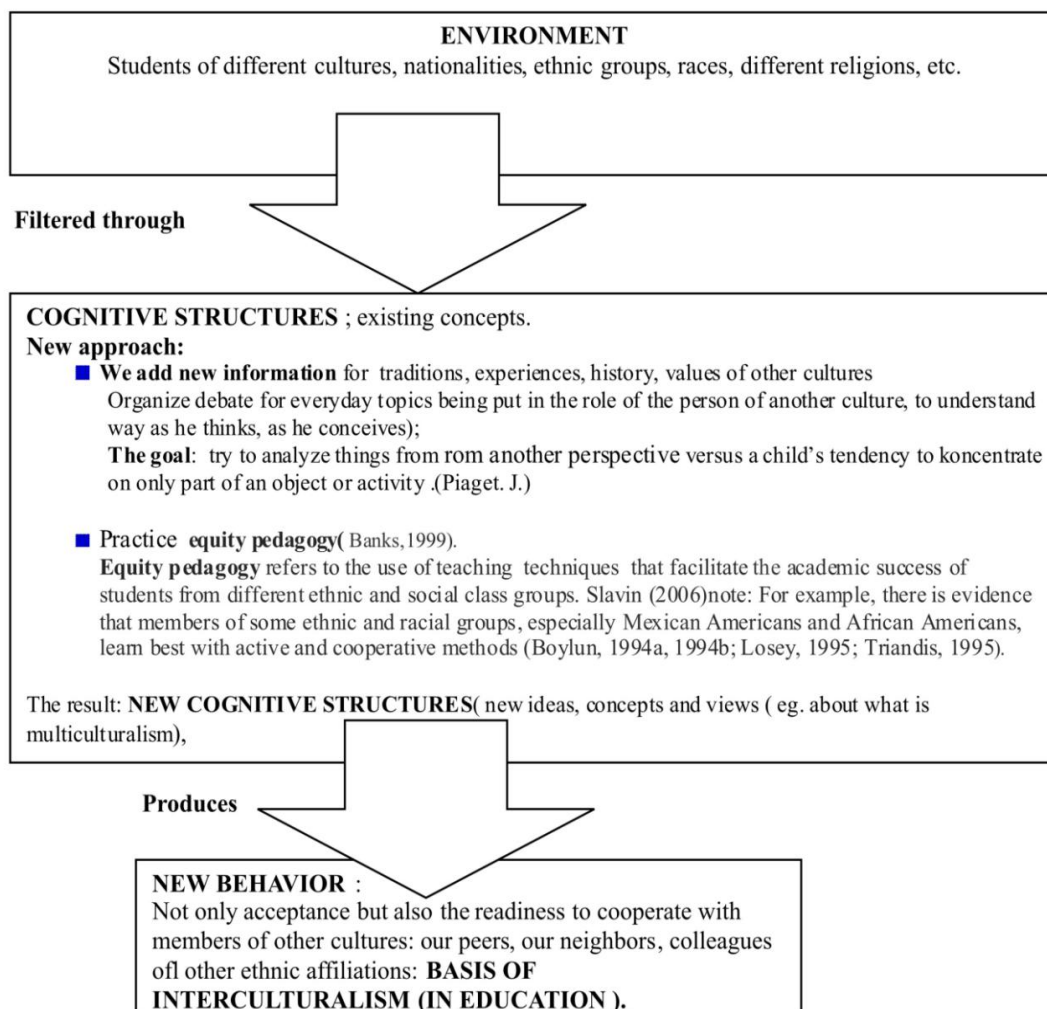 ENVIRONMENT
Students of different cultures, nationalities, ethnic groups, races, different religions, etc.
Filtered through
COGNITIVE STRUCTURES ; existing concepts.
New approach:
We add new information for traditions, experiences, history, values of other cultures
Organize debate for everyday topics being put in the role of the person of another culture, to understand
way as he thinks, as he conceives);
The goal: try to analyze things from rom another perspective versus a child's tendency to koncentrate
on only part of an object or activity .(Piaget. J.)
Practice equity pedagogy( Banks,1999).
Equity pedagogy refers to the use of teaching techniques that facilitate the academic success of
students from different ethnic and social class groups. Slavin (2006)note: For example, there is evidence
that members of some ethnic and racial groups, especially Mexican Americans and African Americans,
learn best with active and cooperative methods (Boylun, 1994a, 1994b; Losey, 1995; Triandis, 1995).
The result: NEW COGNITIVE STRUCTURES( new ideas, concepts and views ( eg. about what is
multiculturalism),
Produces
NEW BEHAVIOR :
Not only acceptance but also the readiness to cooperate with
members of other cultures: our peers, our neighbors, colleagues
ofl other ethnic affiliations: BASIS OF
INTERCULTURALISM (IN EDUCATION ).